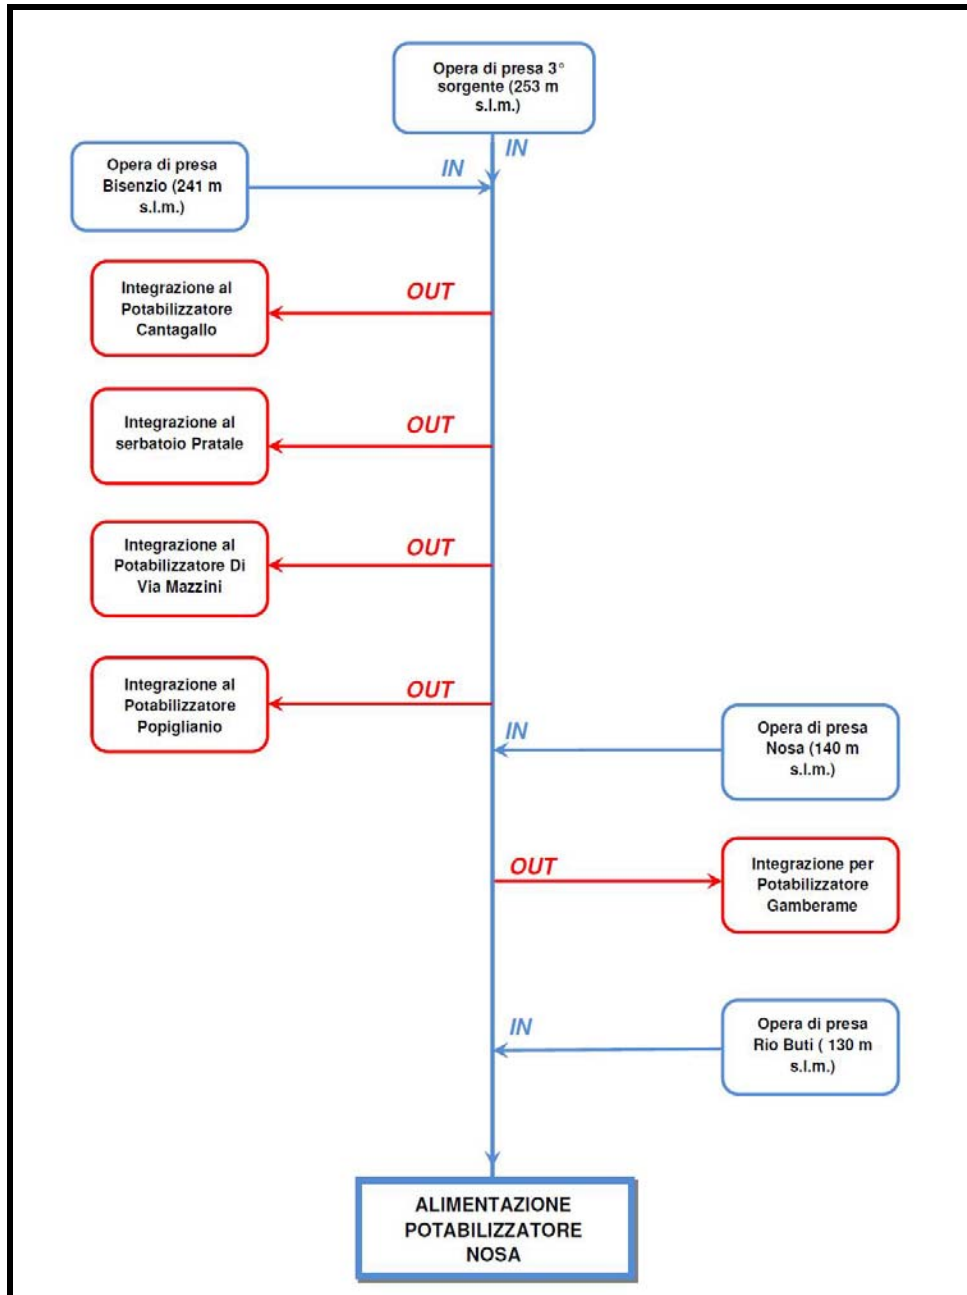 Opera di presa 3°
sorgente (253 m
s.l.m.)
IN
Opera di presa
Bisenzio (241 m
s.l.m.)
IN
Integrazione al
Potabilizzatore
Cantagallo
OUT
Integrazione al
serbatoio Pratale
OUT
Integrazione al
Potabilizzatore Di
Via Mazzini
OUT
Integrazione al
Potabilizzatore
Popiglianio
OUT
IN
Opera di presa
Nosa (140 m
s.l.m.)
OUT
Integrazione per
Potabilizzatore
Gamberame
IN
Opera di presa
Rio Buti ( 130 m
s.l.m.)
ALIMENTAZIONE
POTABILIZZATORE
NOSA